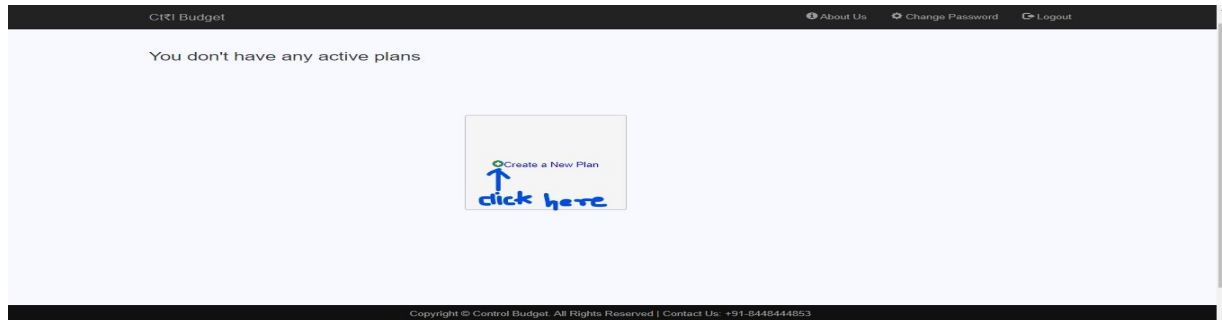 Ct₹l Budget About Us Change Password Logout
You don't have any active plans
Create a New Plan
click here
Copyright © Control Budget. All Rights Reserved | Contact Us: +91-8448444853